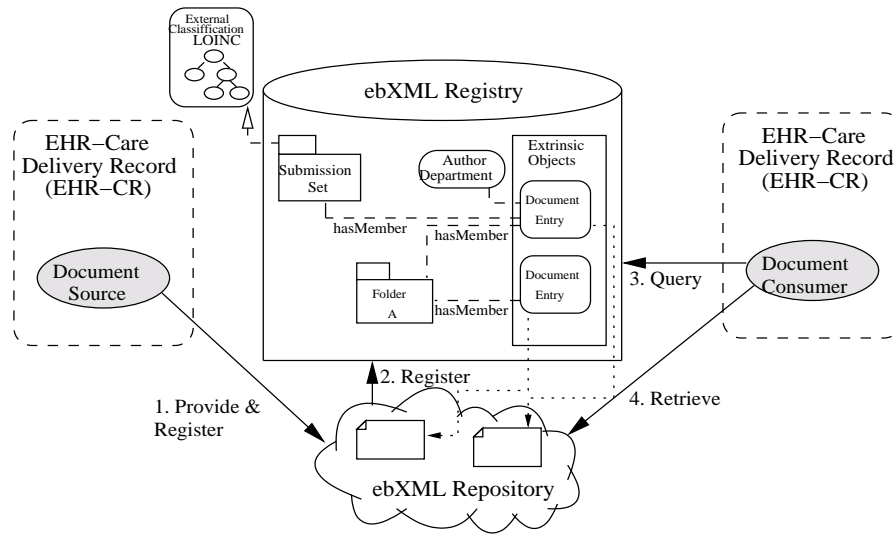 External
Classiffication
LOINC
ebXML Registry
EHR−Care
Delivery Record
(EHR−CR)
EHR−Care
Delivery Record
(EHR−CR)
Extrinsic
Objects
Author
Department
Submission
Set
Document
Entry
hasMember
hasMember
Document
Source
Document
Entry
3. Query
Document
Consumer
Folder
A
hasMember
2. Register
1. Provide &
Register
4. Retrieve
ebXML Repository